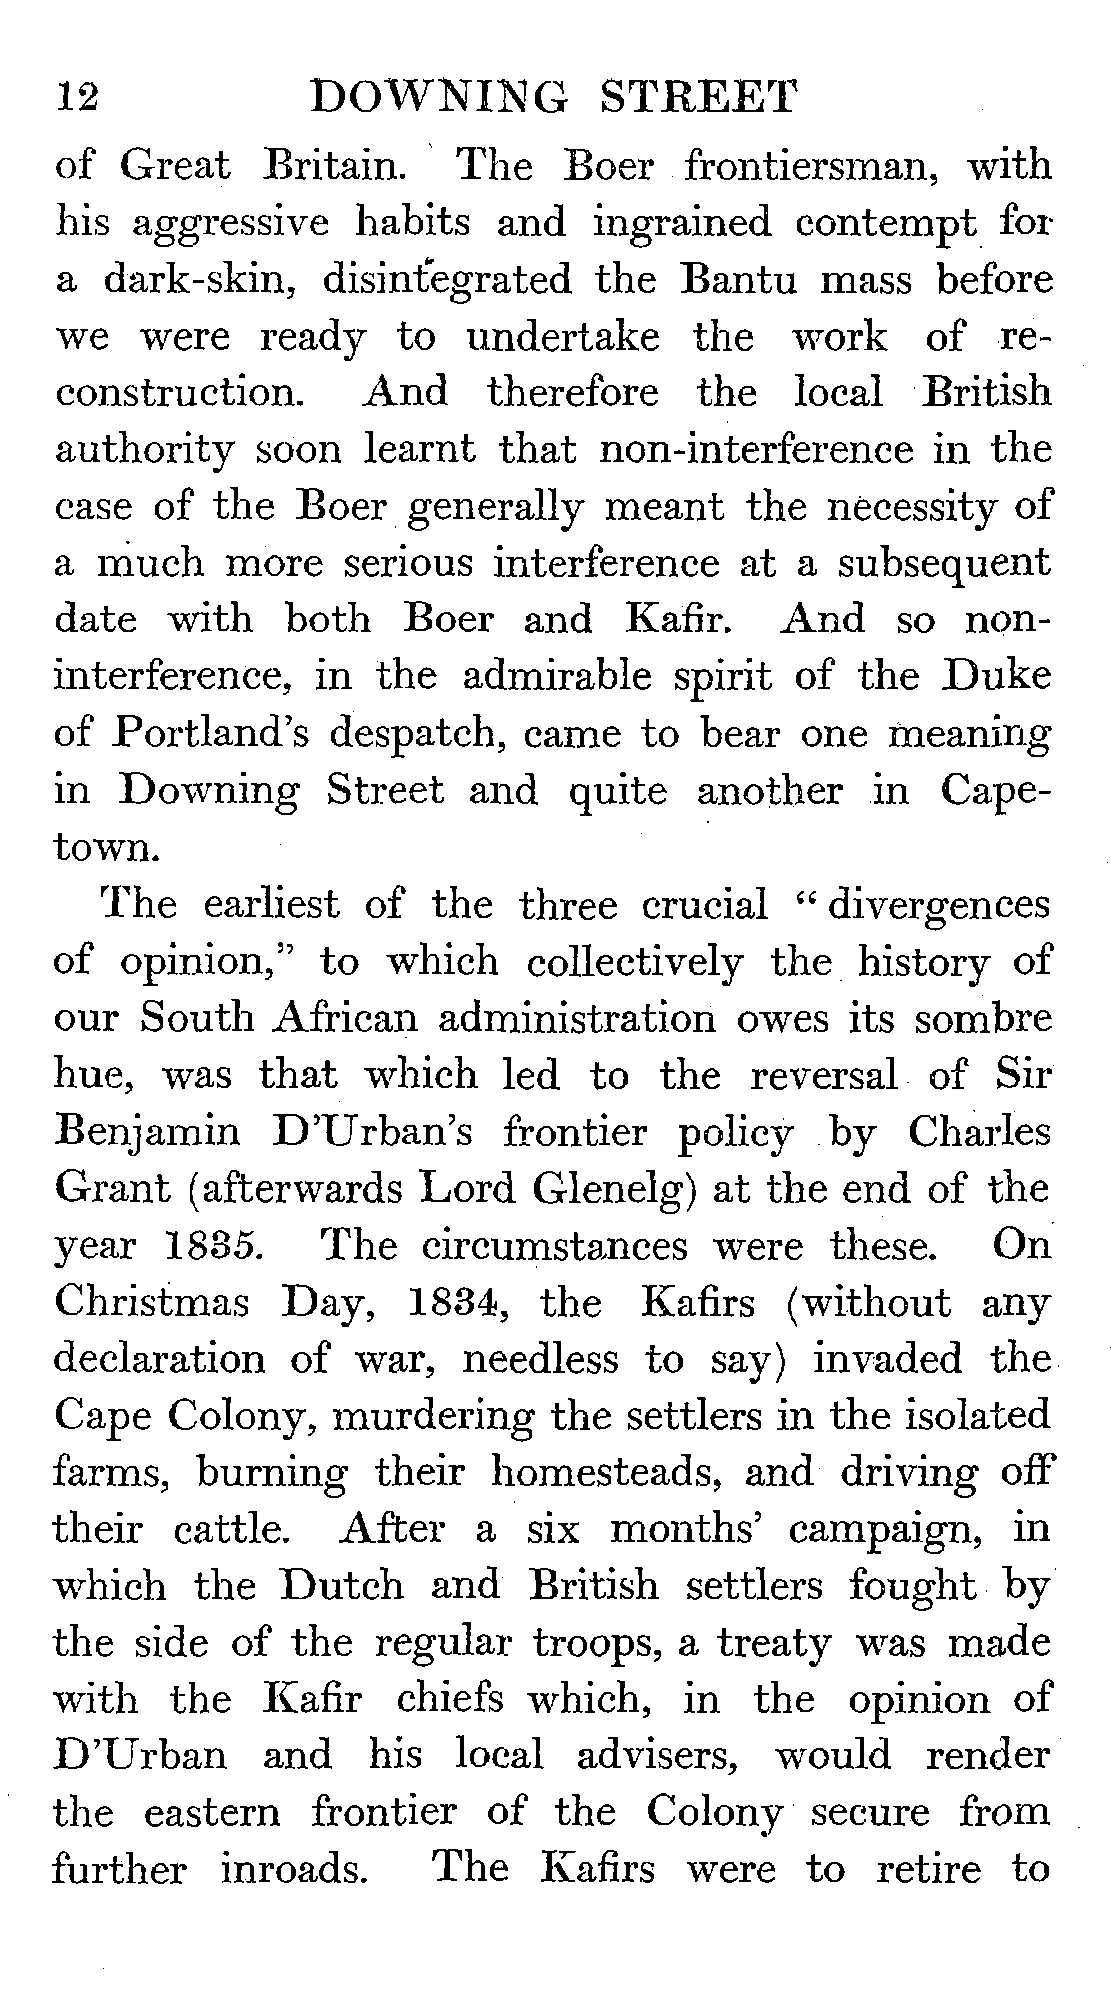 12 DOWNING STREET
of Great Britain. The Boer frontiersman, with
his aggressive habits and ingrained contempt for
a dark-skin, disintegrated the Bantu mass before
we were ready to undertake the work of re-
construction. And therefore the local British
authority soon learnt that non-interference in the
case of the Boer generally meant the necessity of
a much more serious interference at a subsequent
date with both Boer and Kafir. And so non-
interference, in the admirable spirit of the Duke
of Portland's despatch, came to bear one meaning
in Downing Street and quite another in Cape-
town.
The earliest of the three crucial “ divergences
of opinion,” to which collectively the history of
our South African administration owes its sombre
hue, was that which led to the reversal of Sir
Benjamin D'Urban's frontier policy by Charles
Grant (afterwards Lord Glenelg) at the end of the
year 1835. The circumstances were these. On
Christmas Day, 1834, the Kafirs (without any
declaration of war, needless to say) invaded the
Cape Colony, murdering the settlers in the isolated
farms, burning their homesteads, and driving off
their cattle. After a six months' campaign, in
which the Dutch and British settlers fought by
the side of the regular troops, a treaty was made
with the Kafir chiefs which, in the opinion of
D'Urban and his local advisers, would render
the eastern frontier of the Colony secure from
further inroads. The Kafirs were to retire to